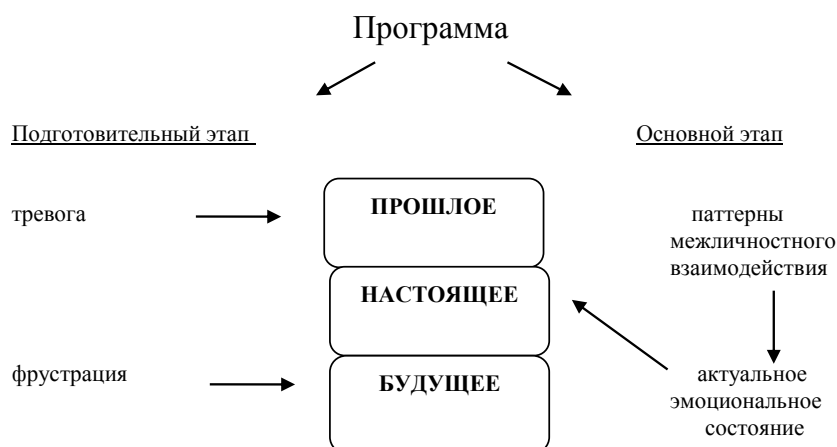 Программа
Подготовительный этап
Основной этап
тревога
ПРОШЛОЕ
паттерны
межличностного
взаимодействия
НАСТОЯЩЕЕ
фрустрация
БУДУЩЕЕ
актуальное
эмоциональное
состояние